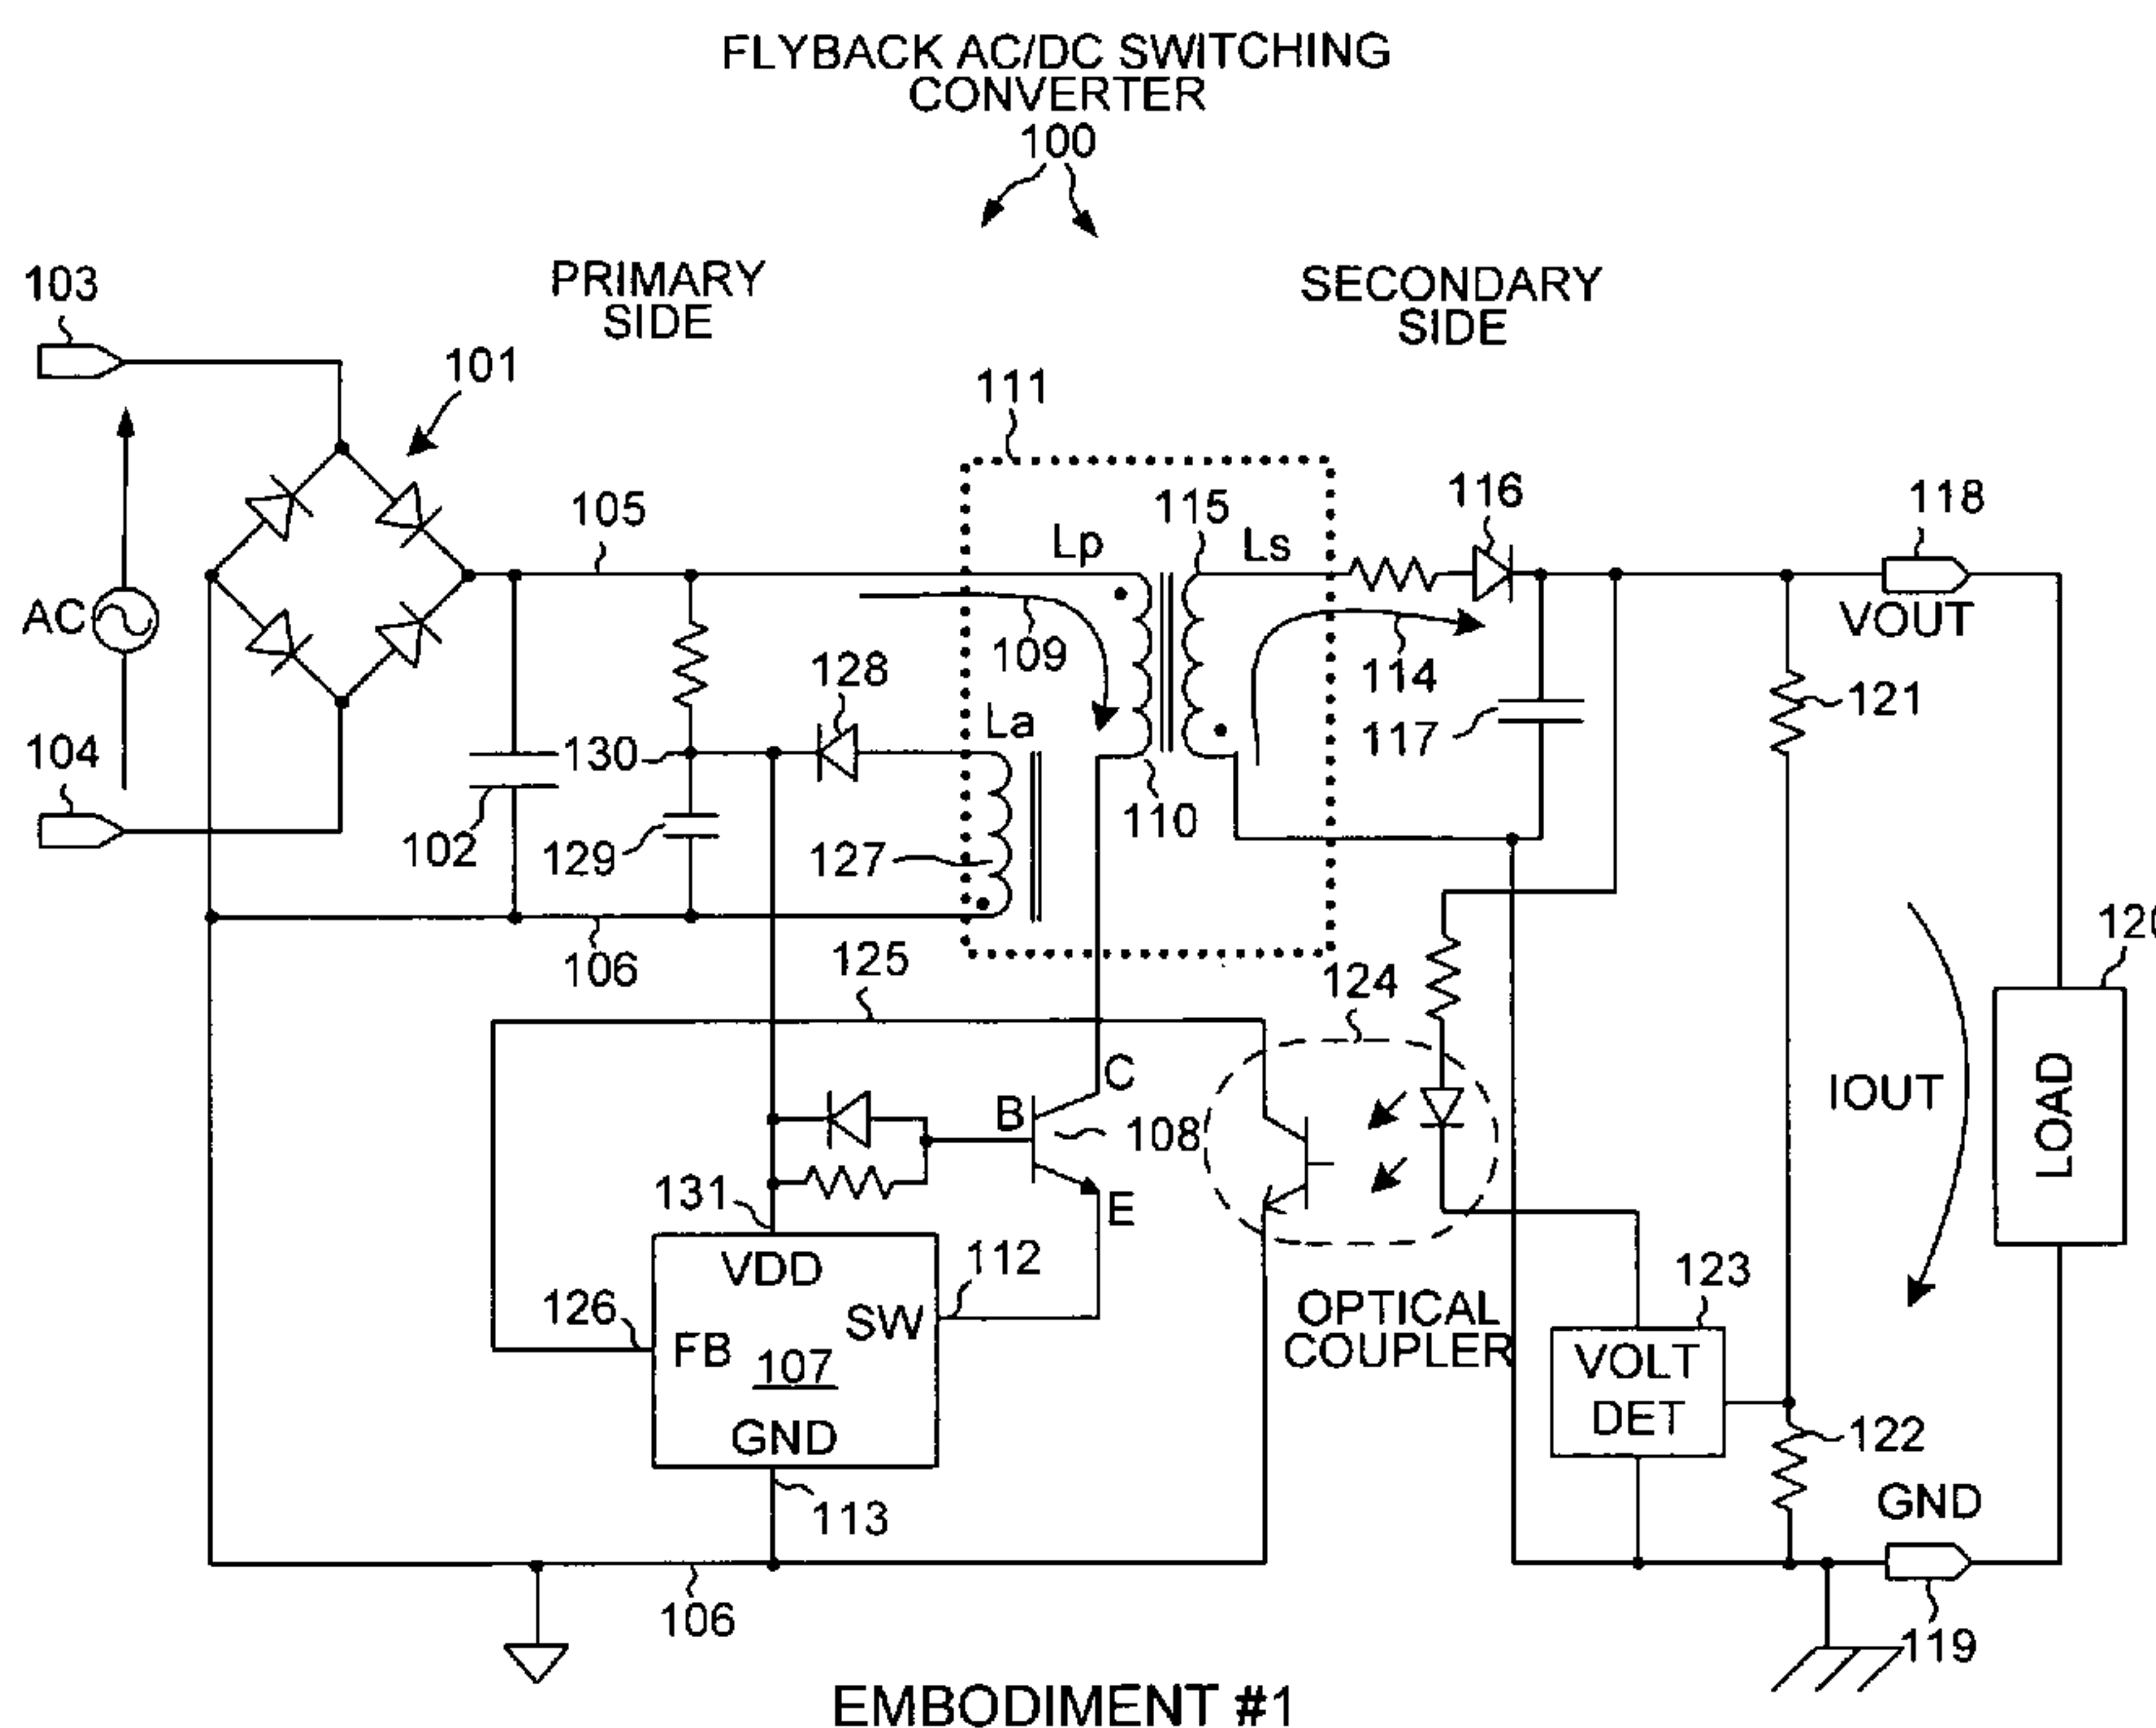 FLYBACK AC/DC SWITCHING
CONVERTER
100
PRIMARY
SIDE
SECONDARY
SIDE
103
101
111
105
Lp
115
Ls
116
118
VOUT
AC
109
114
128
La
121
117
104
130
110
102
129
127
106
125
124
120
C
B
108
E
IOUT
LOAD
131
VDD
112
SW
126
FB
107
GND
113
OPTICAL
COUPLER
123
VOLT
DET
122
GND
106
119
EMBODIMENT #1